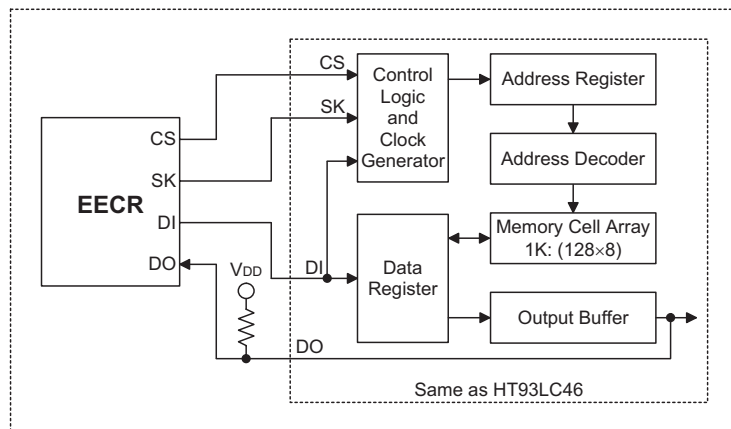 EECR
CS
SK
DI
DO
VDD
CS
SK
DI
DO
Control
Logic
and
Clock
Generator
Address Register
Address Decoder
Memory Cell Array
1K: (128×8)
Data
Register
Output Buffer
Same as HT93LC46